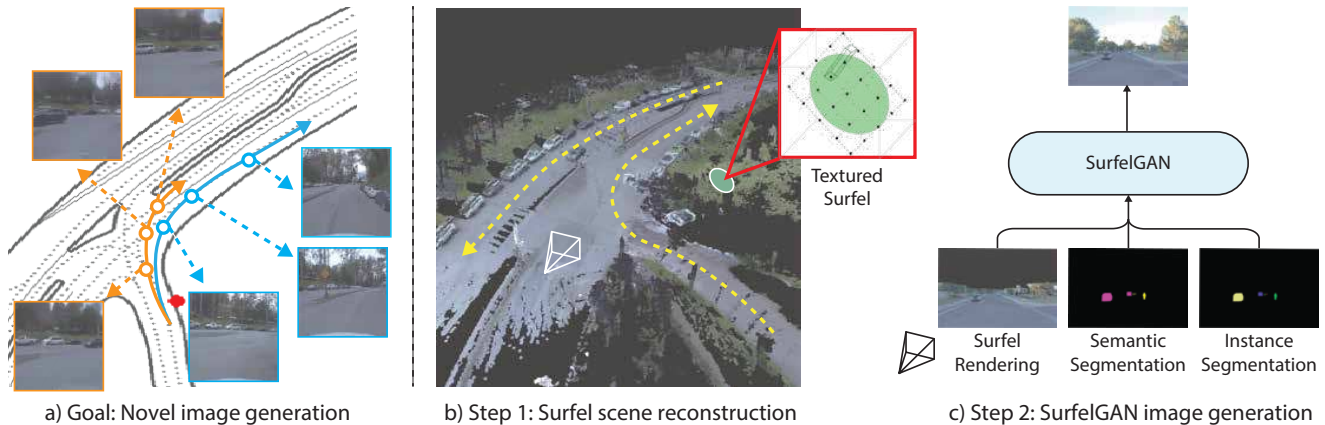 Textured
Surfel
SurfelGAN
Surfel
Rendering
Semantic
Segmentation
Instance
Segmentation
a) Goal: Novel image generation
b) Step 1: Surfel scene reconstruction
c) Step 2: SurfelGAN image generation